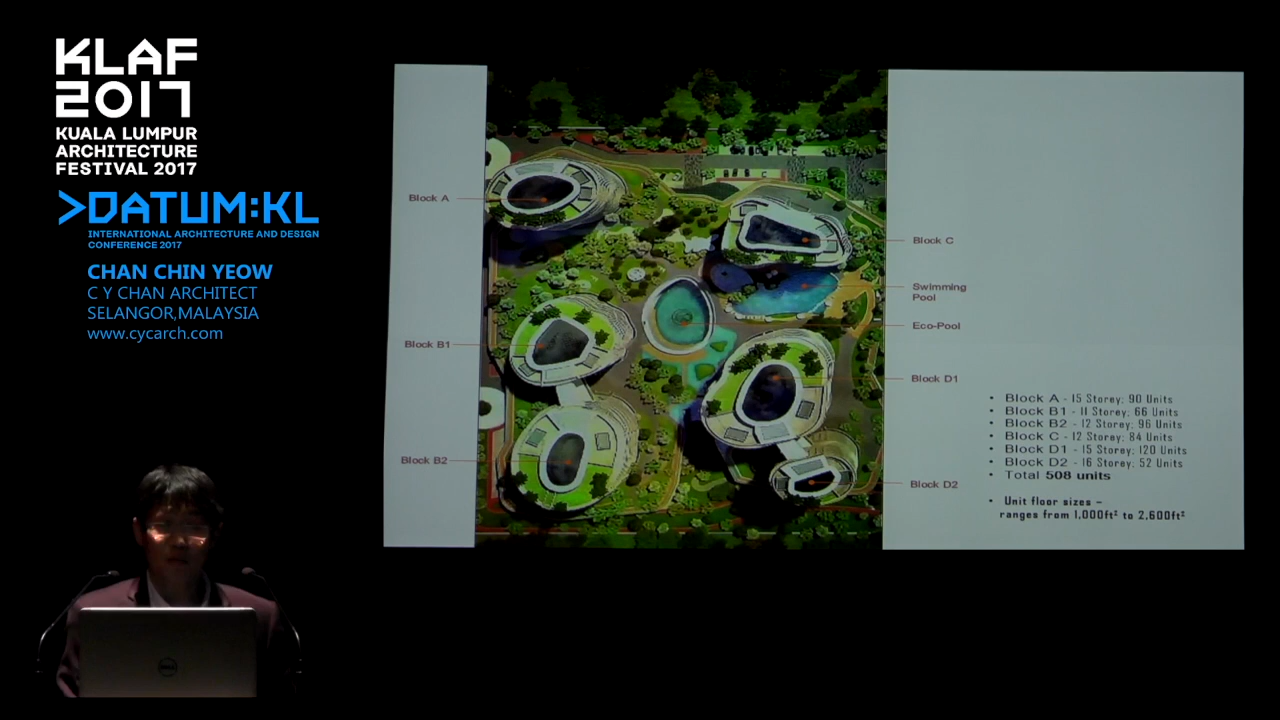 KLAF
2017
KUALA LUMPUR
ARCHITECTURE
FESTIVAL 2017
>DATUM:KL
INTERNATIONAL ARCHITECTURE AND DESIGN
CONFERENCE 2017
CHAN CHIN YEOW
C Y CHAN ARCHITECT
SELANGOR,MALAYSIA
www.cycarch.com
Block A
Block B1
Block B2
Block C
Swimming
Pool
Eco-Pool
Block D1
Block D2
• Block A - 15 Storey; 90 Units
• Block B1 - 11 Storey; 66 Units
• Block B2 - 12 Storey; 96 Units
• Block C - 12 Storey; 84 Units
• Block D1 - 15 Storey; 120 Units
• Block D2 - 16 Storey; 52 Units
• Total 508 units
• Unit floor sizes –
ranges from 1,000ft² to 2,600ft²
DELL